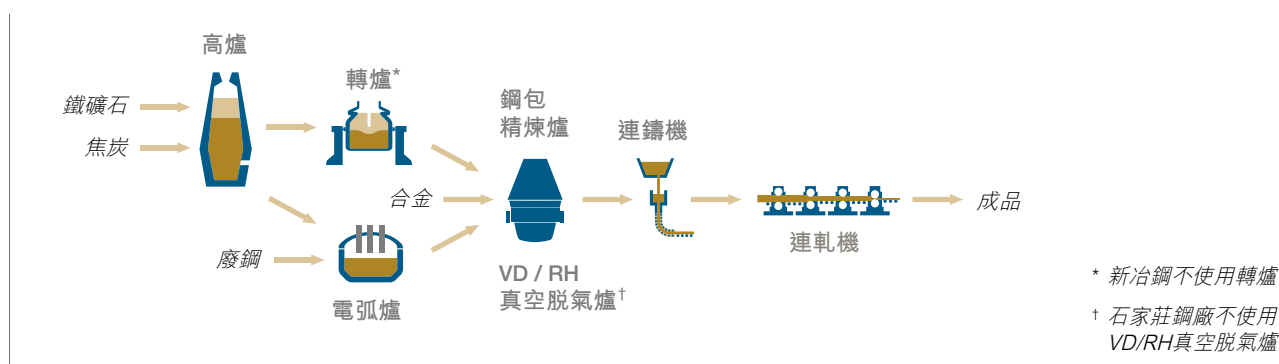 高爐
轉爐*
鐵礦石
焦炭
鋼包
精煉爐
連鑄機
合金
成品
連軋機
廢鋼
電弧爐
VD / RH
真空脫氣爐†
* 新冶鋼不使用轉爐
† 石家莊鋼廠不使用
VD/RH真空脫氣爐